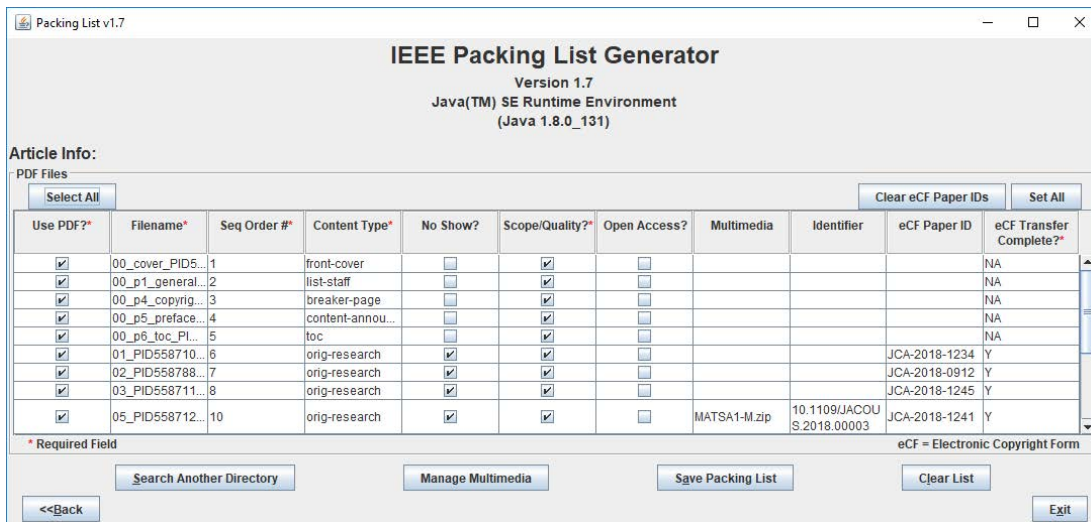 Packing List v1.7
IEEE Packing List Generator
Version 1.7
Java(TM) SE Runtime Environment
(Java 1.8.0_131)
Article Info:
PDF Files
Select All Clear eCF Paper IDs Set All
Use PDF?* Filename* Seq Order #* Content Type* No Show? Scope/Quality?* Open Access? Multimedia Identifier eCF Paper ID eCF Transfer Complete?*
00_cover_PID5... 1 front-cover NA
00_p1_general... 2 list-staff NA
00_p4_copyrig... 3 breaker-page NA
00_p5_preface... 4 content-annou... NA
00_p6_toc_PI... 5 toc NA
01_PID558710... 6 orig-research JCA-2018-1234 Y
02_PID558788... 7 orig-research JCA-2018-0912 Y
03_PID558711... 8 orig-research JCA-2018-1245 Y
05_PID558712... 10 orig-research MATSA1-M.zip 10.1109/JACOUS.2018.00003 JCA-2018-1241 Y
* Required Field eCF = Electronic Copyright Form
Search Another Directory Manage Multimedia Save Packing List Clear List
<<Back Exit